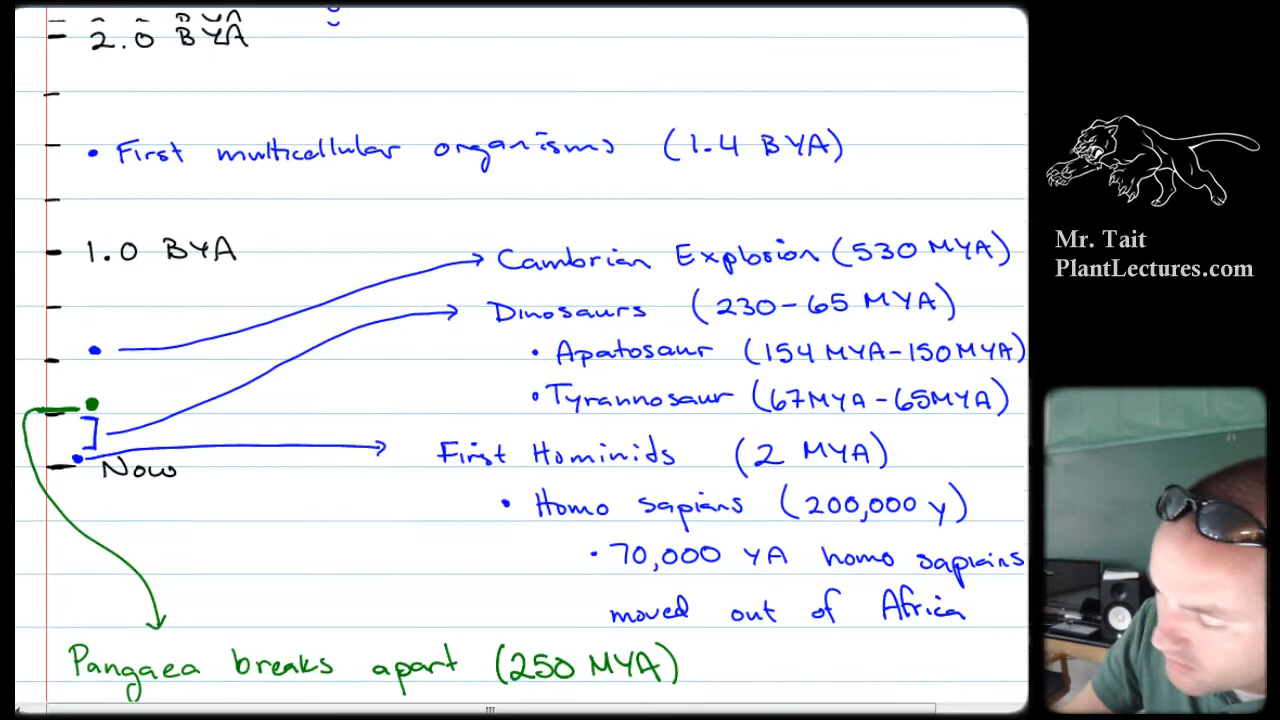 2.0 BYA
• First multicellular organisms (1.4 BYA)
1.0 BYA
Cambrian Explosion (530 MYA)
Dinosaurs (230-65 MYA)
• Apatosaur (154 MYA-150MYA)
• Tyrannosaur (67MYA-65MYA)
Now
First Hominids (2 MYA)
• Homo sapians (200,000 y)
• 70,000 YA homo sapians
moved out of Africa
Pangaea breaks apart (250 MYA)
Mr. Tait
PlantLectures.com